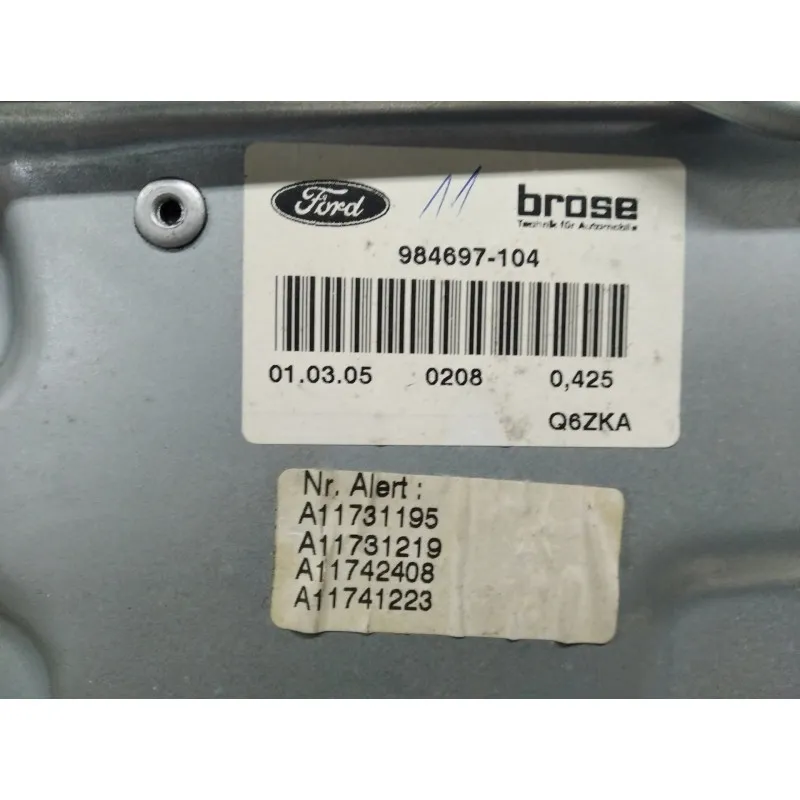 Ford 11 brose
Technik für Automobile
984697-104
01.03.05 0208 0,425
Q6ZKA
Nr. Alert :
A11731195
A11731219
A11742408
A11741223